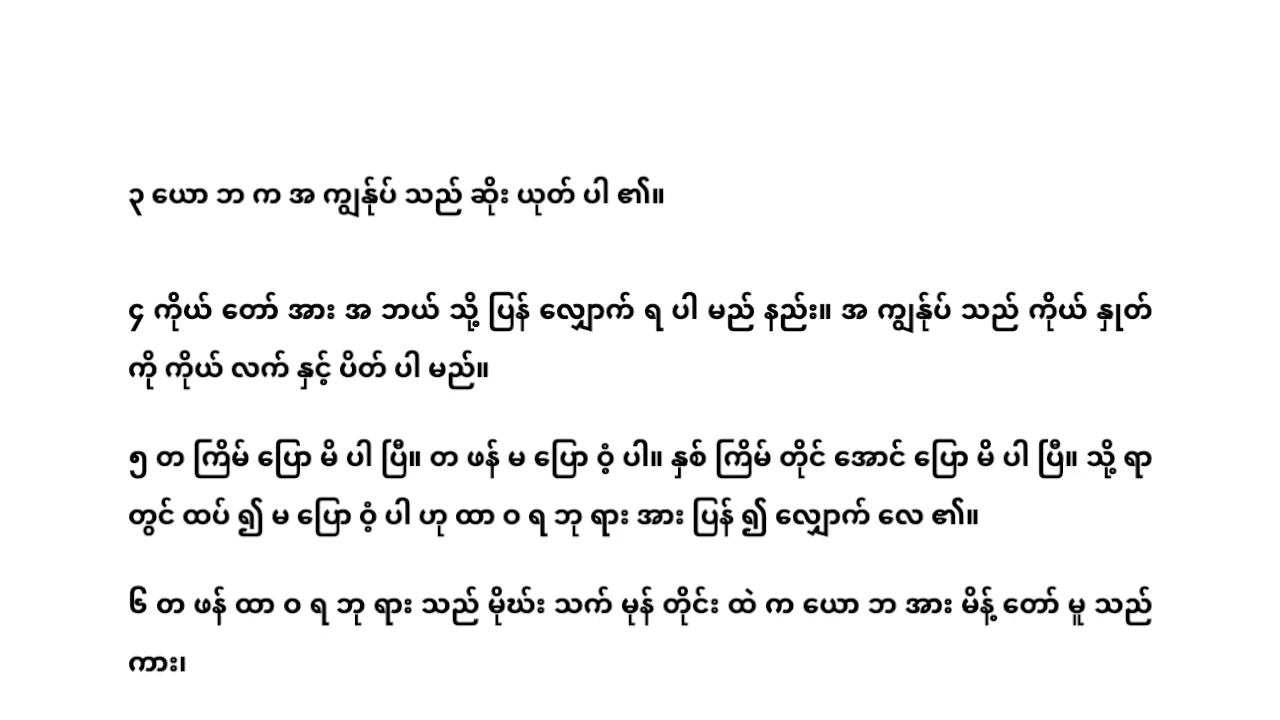 ၃ ယော ဘ က အ ကျွန်ုပ် သည် ဆိုး ယုတ် ပါ ၏။
၄ ကိုယ် တော် အား အ ဘယ် သို့ ပြန် လျှောက် ရ ပါ မည် နည်း။ အ ကျွန်ုပ် သည် ကိုယ် နှုတ်
ကို ကိုယ် လက် နှင့် ပိတ် ပါ မည်။
၅ တ ကြိမ် ပြော မိ ပါ ပြီ။ တ ဖန် မ ပြော ဝံ့ ပါ။ နှစ် ကြိမ် တိုင် အောင် ပြော မိ ပါ ပြီ။ သို့ ရာ
တွင် ထပ် ၍ မ ပြော ဝံ့ ပါ ဟု ထာ ဝ ရ ဘု ရား အား ပြန် ၍ လျှောက် လေ ၏။
၆ တ ဖန် ထာ ဝ ရ ဘု ရား သည် မိုဃ်း သက် မုန် တိုင်း ထဲ က ယော ဘ အား မိန့် တော် မူ သည်
ကား၊